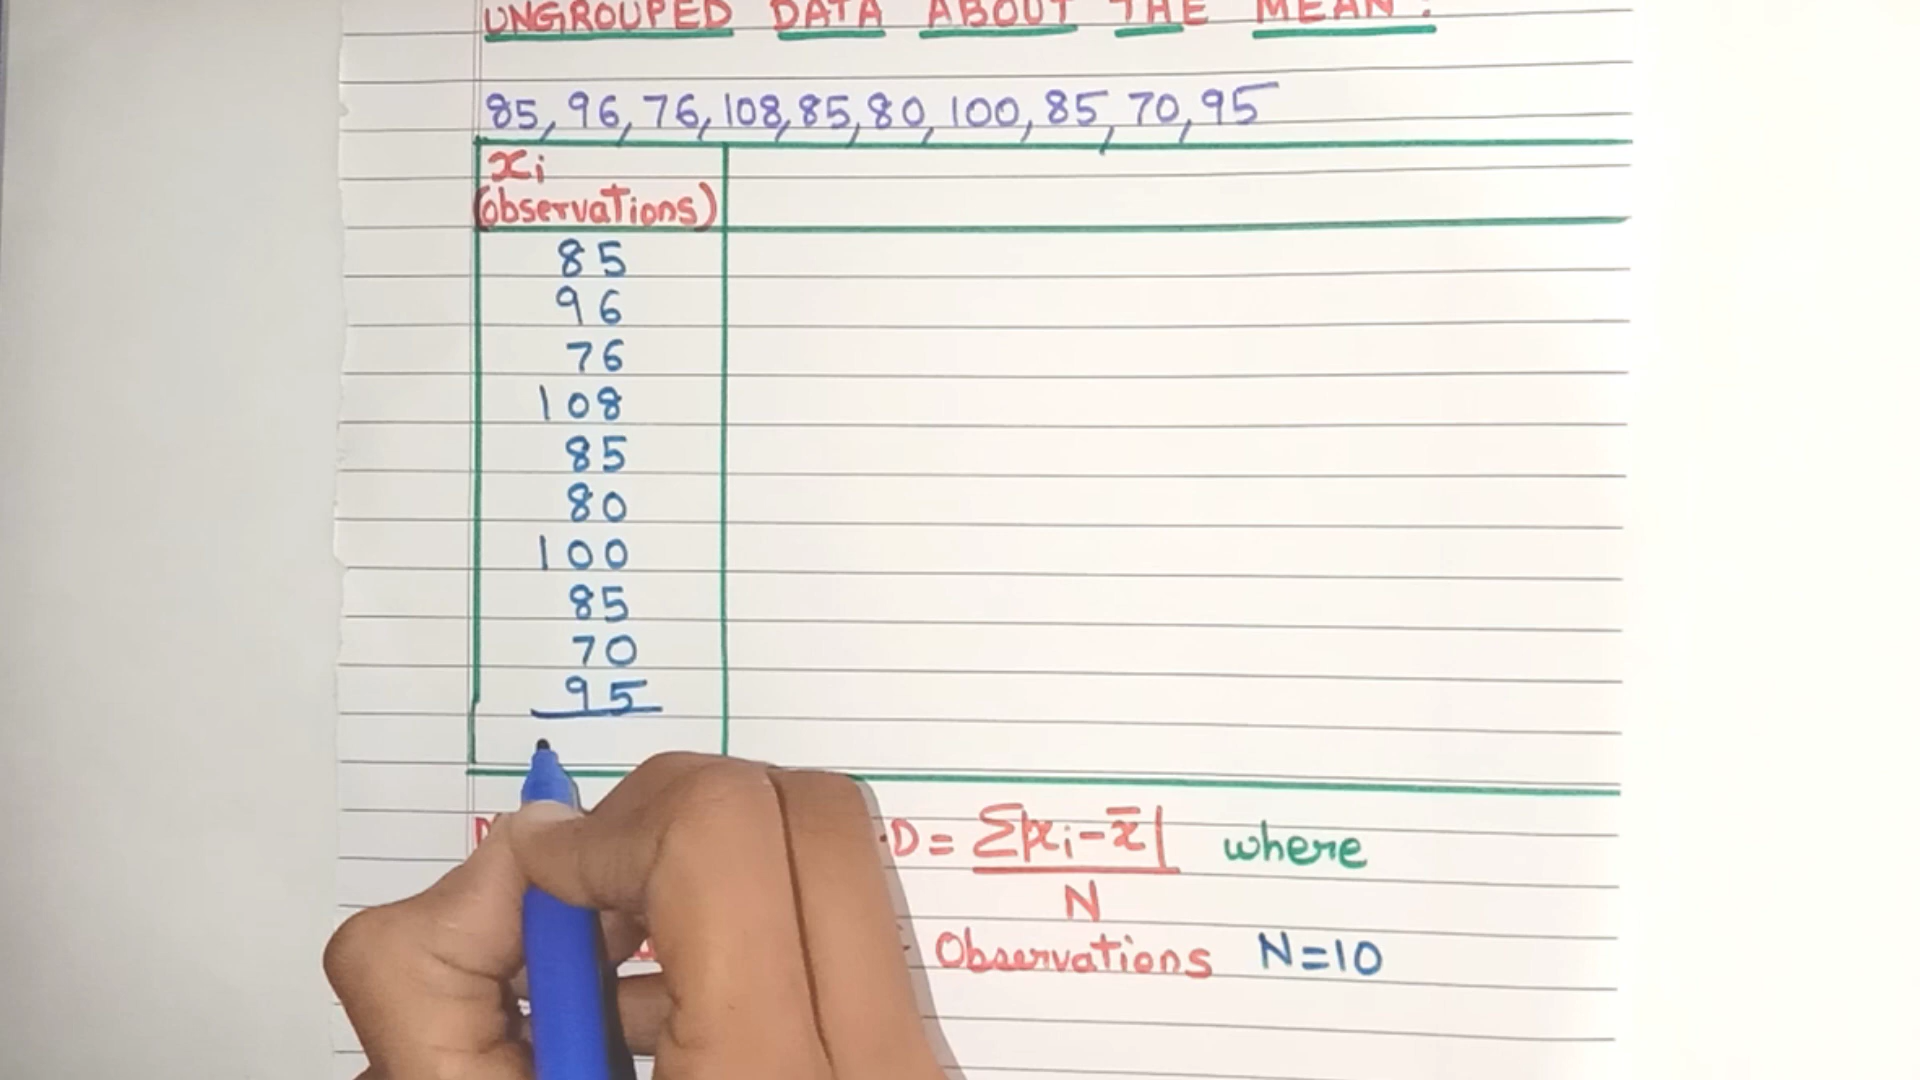 UNGROUPED DATA ABOUT THE MEAN:
85, 96, 76, 108, 85, 80, 100, 85, 70, 95
xi
(observations)
85
96
76
108
85
80
100
85
70
95
D = Σ|xi - x̄| where
N
Observations N=10